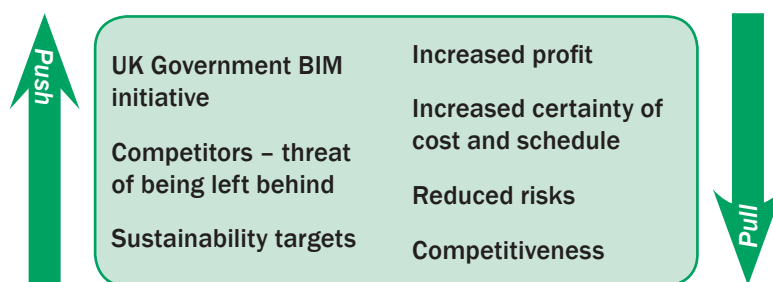 Push
UK Government BIM
initiative
Competitors – threat
of being left behind
Sustainability targets
Increased profit
Increased certainty of
cost and schedule
Reduced risks
Competitiveness
Pull